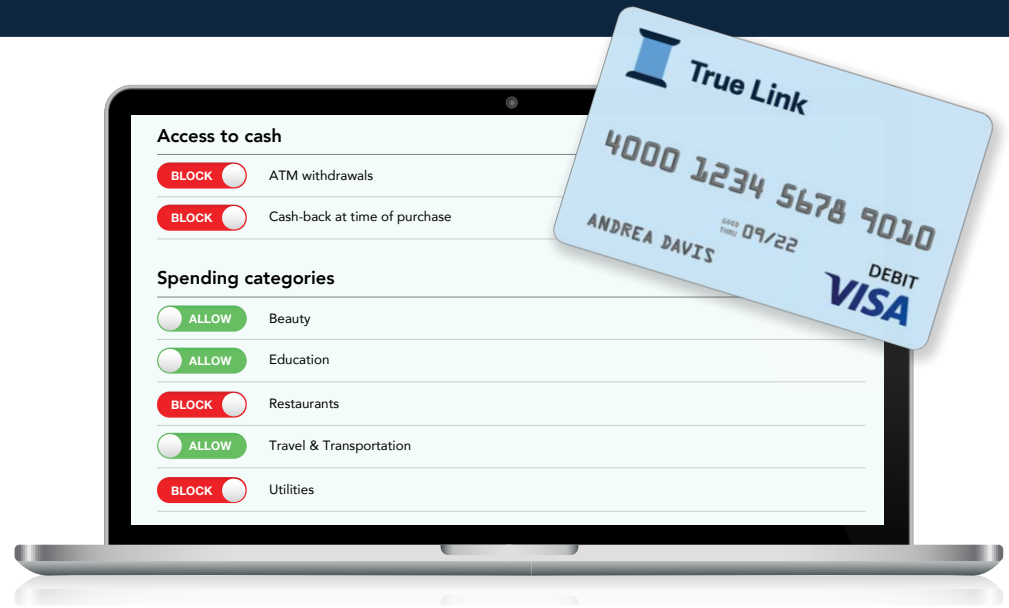 True Link
4000 1234 5678 9010
GOOD THRU 09/22
ANDREA DAVIS
DEBIT
VISA
Access to cash
BLOCK ATM withdrawals
BLOCK Cash-back at time of purchase
Spending categories
ALLOW Beauty
ALLOW Education
BLOCK Restaurants
ALLOW Travel & Transportation
BLOCK Utilities